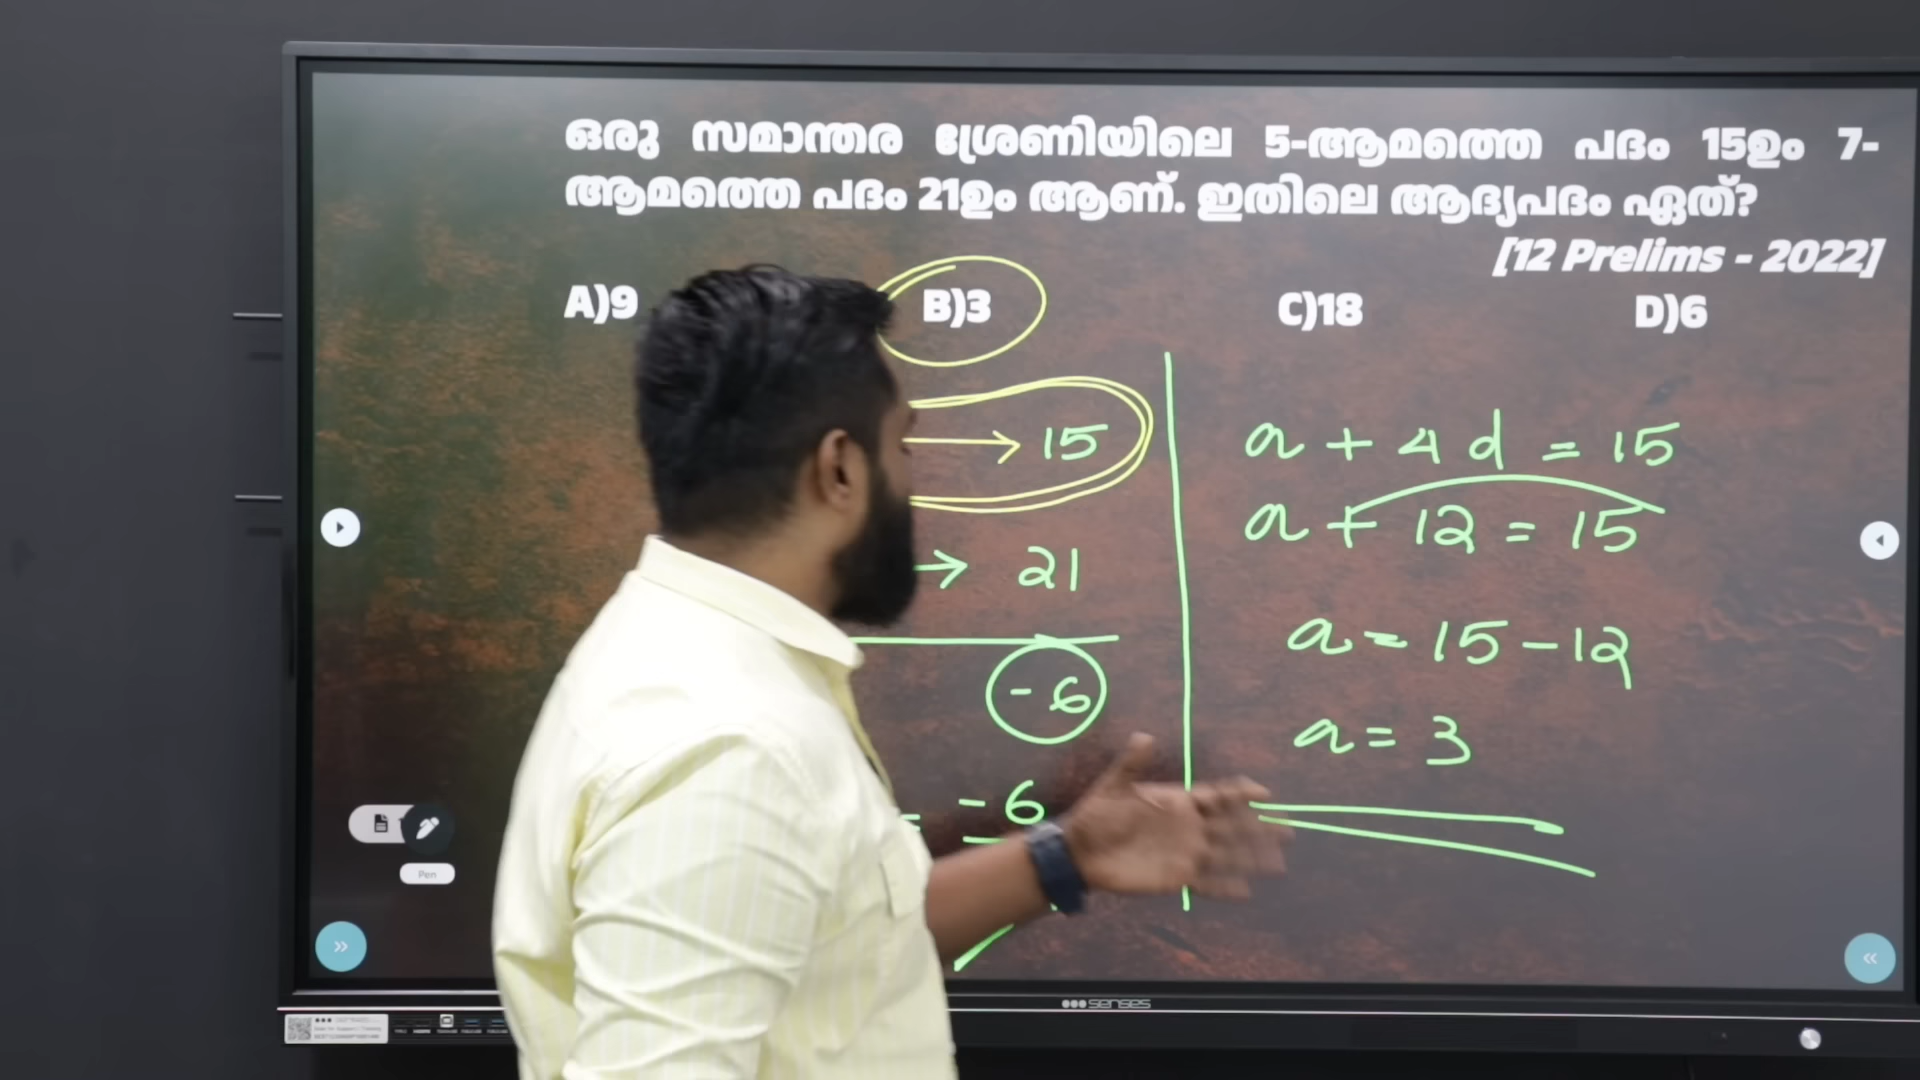 ഒരു സമാന്തര ശ്രേണിയിലെ 5-ആമത്തെ പദം 15ഉം 7-
ആമത്തെ പദം 21ഉം ആണ്. ഇതിലെ ആദ്യപദം ഏത്?
[12 Prelims - 2022]
A)9 B)3 C)18 D)6
→ 15
→ 21
-6
= -6
a + 4d = 15
a + 12 = 15
a = 15 - 12
a = 3
Pen
senses